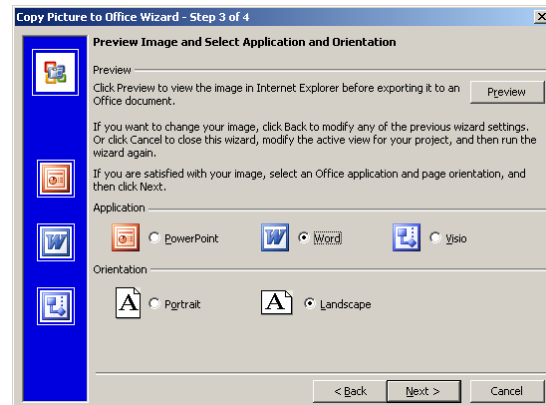 Copy Picture to Office Wizard - Step 3 of 4
Preview Image and Select Application and Orientation
Preview
Click Preview to view the image in Internet Explorer before exporting it to an
Office document.
Preview
If you want to change your image, click Back to modify any of the previous wizard settings.
Or click Cancel to close this wizard, modify the active view for your project, and then run the
wizard again.
If you are satisfied with your image, select an Office application and page orientation, and
then click Next.
Application
PowerPoint
Word
Visio
Orientation
A Portrait
A Landscape
< Back
Next >
Cancel